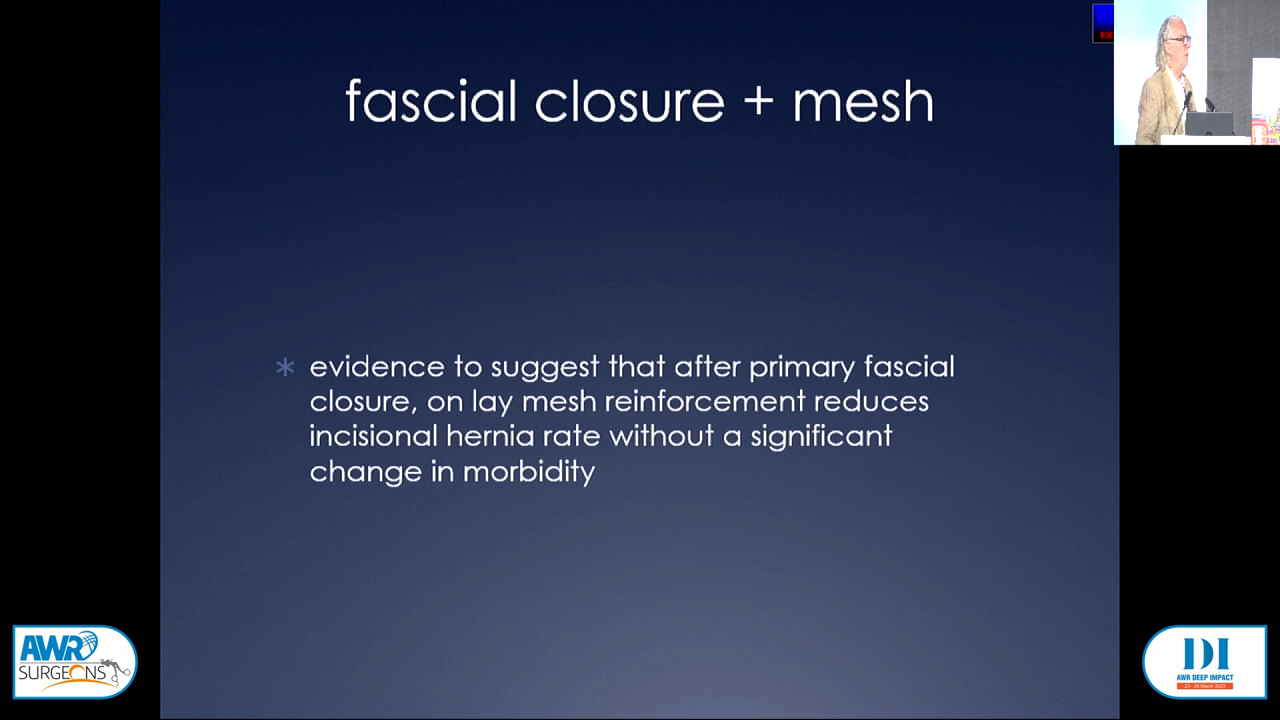 fascial closure + mesh
* evidence to suggest that after primary fascial
closure, on lay mesh reinforcement reduces
incisional hernia rate without a significant
change in morbidity
AWR
SURGEONS
DI
AWR DEEP IMPACT